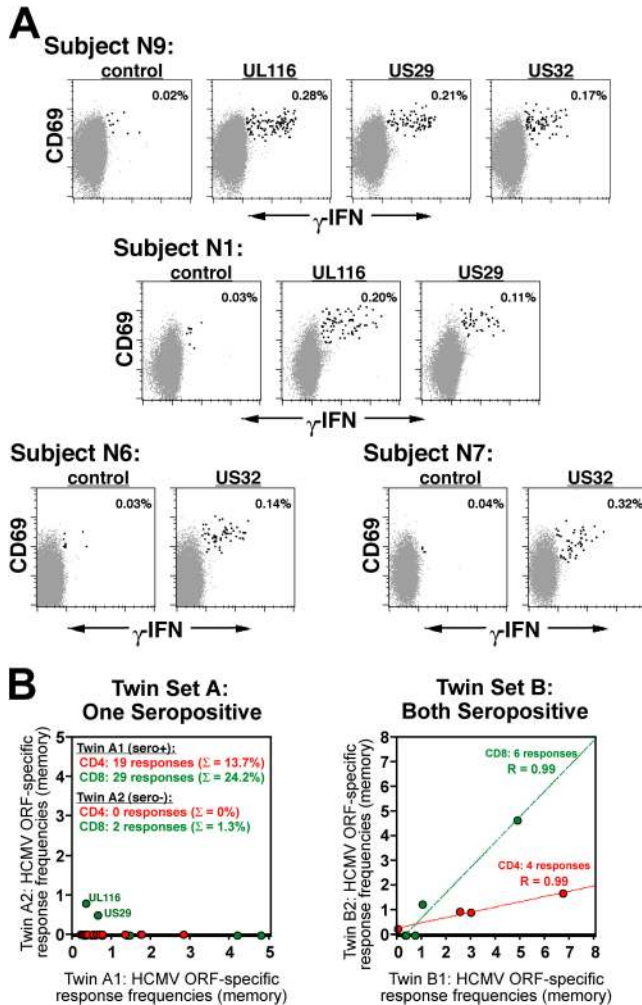 A
Subject N9:
control UL116 US29 US32
0.02% 0.28% 0.21% 0.17%
CD69
γ-IFN
Subject N1:
control UL116 US29
0.03% 0.20% 0.11%
CD69
γ-IFN
Subject N6: Subject N7:
control US32 control US32
0.03% 0.14% 0.04% 0.32%
CD69 CD69
γ-IFN γ-IFN
B
Twin Set A:
One Seropositive
Twin A2: HCMV ORF-specific
response frequencies (memory)
5
4
3
2
1
0
Twin A1 (sero+):
CD4: 19 responses (Σ = 13.7%)
CD8: 29 responses (Σ = 24.2%)
Twin A2 (sero-):
CD4: 0 responses (Σ = 0%)
CD8: 2 responses (Σ = 1.3%)
UL116
US29
0 1 2 3 4 5
Twin A1: HCMV ORF-specific
response frequencies (memory)
Twin Set B:
Both Seropositive
Twin B2: HCMV ORF-specific
response frequencies (memory)
8
7
6
5
4
3
2
1
0
CD8: 6 responses
R = 0.99
CD4: 4 responses
R = 0.99
0 1 2 3 4 5 6 7 8
Twin B1: HCMV ORF-specific
response frequencies (memory)